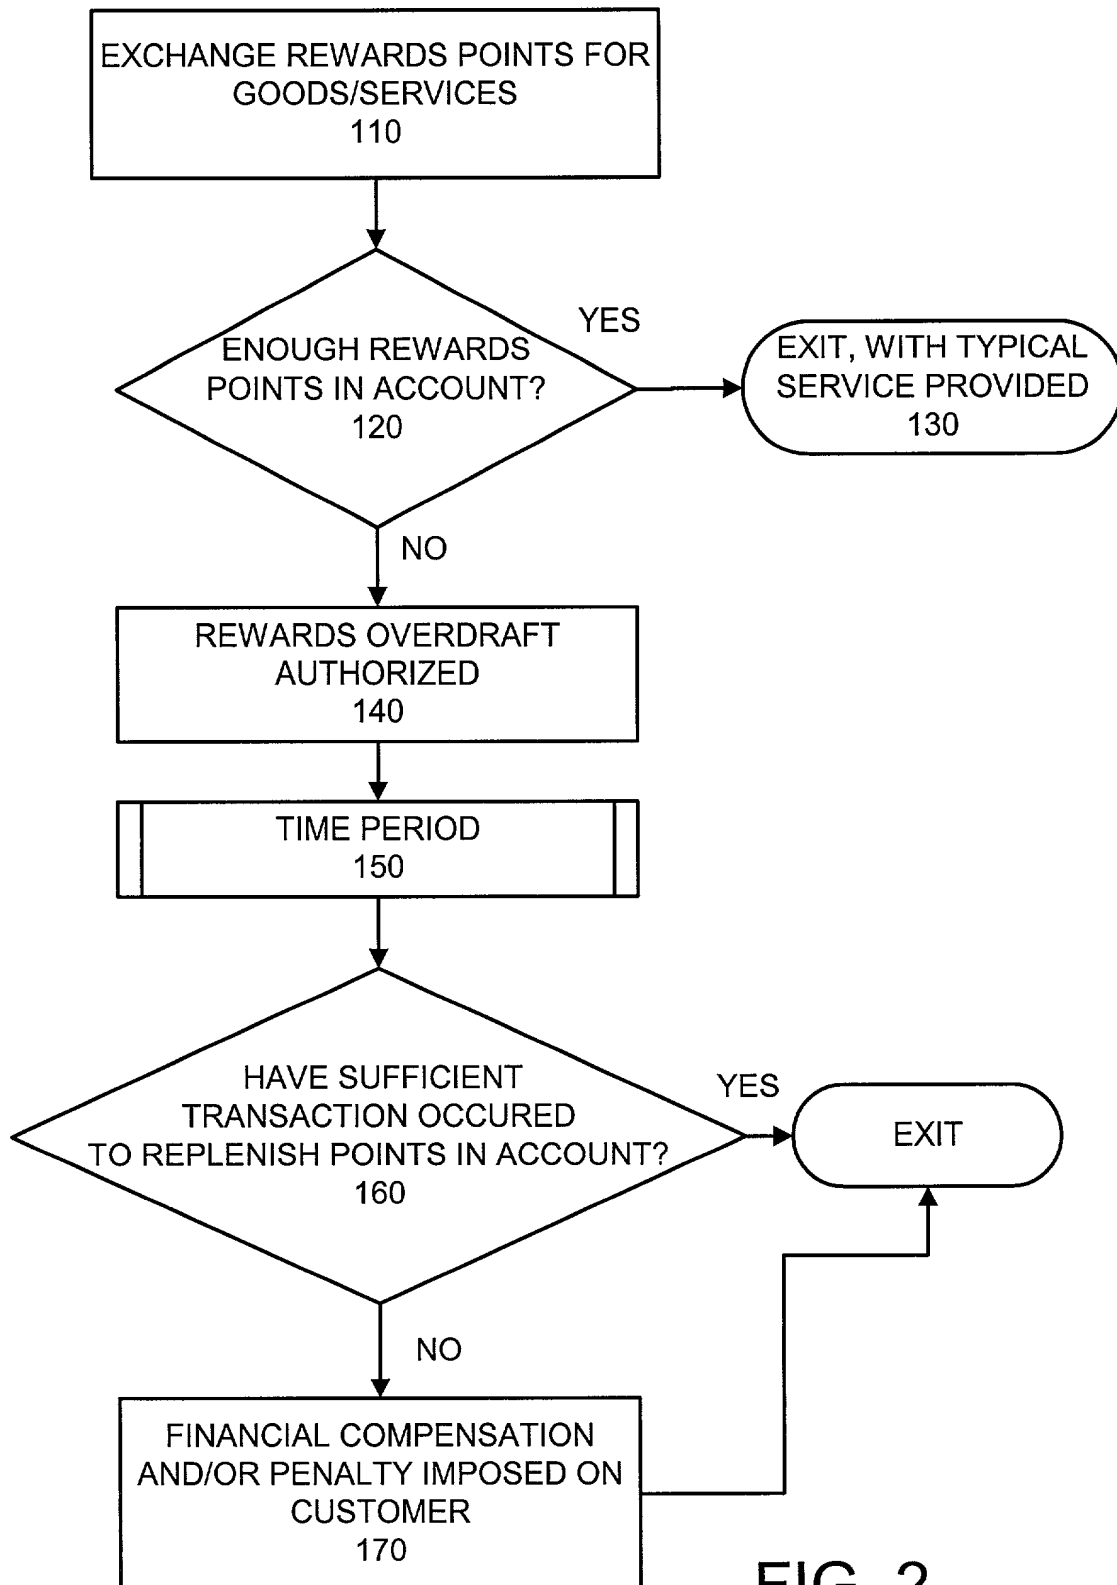 EXCHANGE REWARDS POINTS FOR
GOODS/SERVICES
110
YES
ENOUGH REWARDS
POINTS IN ACCOUNT?
120
EXIT, WITH TYPICAL
SERVICE PROVIDED
130
NO
REWARDS OVERDRAFT
AUTHORIZED
140
TIME PERIOD
150
HAVE SUFFICIENT
TRANSACTION OCCURED
TO REPLENISH POINTS IN ACCOUNT?
160
YES
EXIT
NO
FINANCIAL COMPENSATION
AND/OR PENALTY IMPOSED ON
CUSTOMER
170
FIG. 2